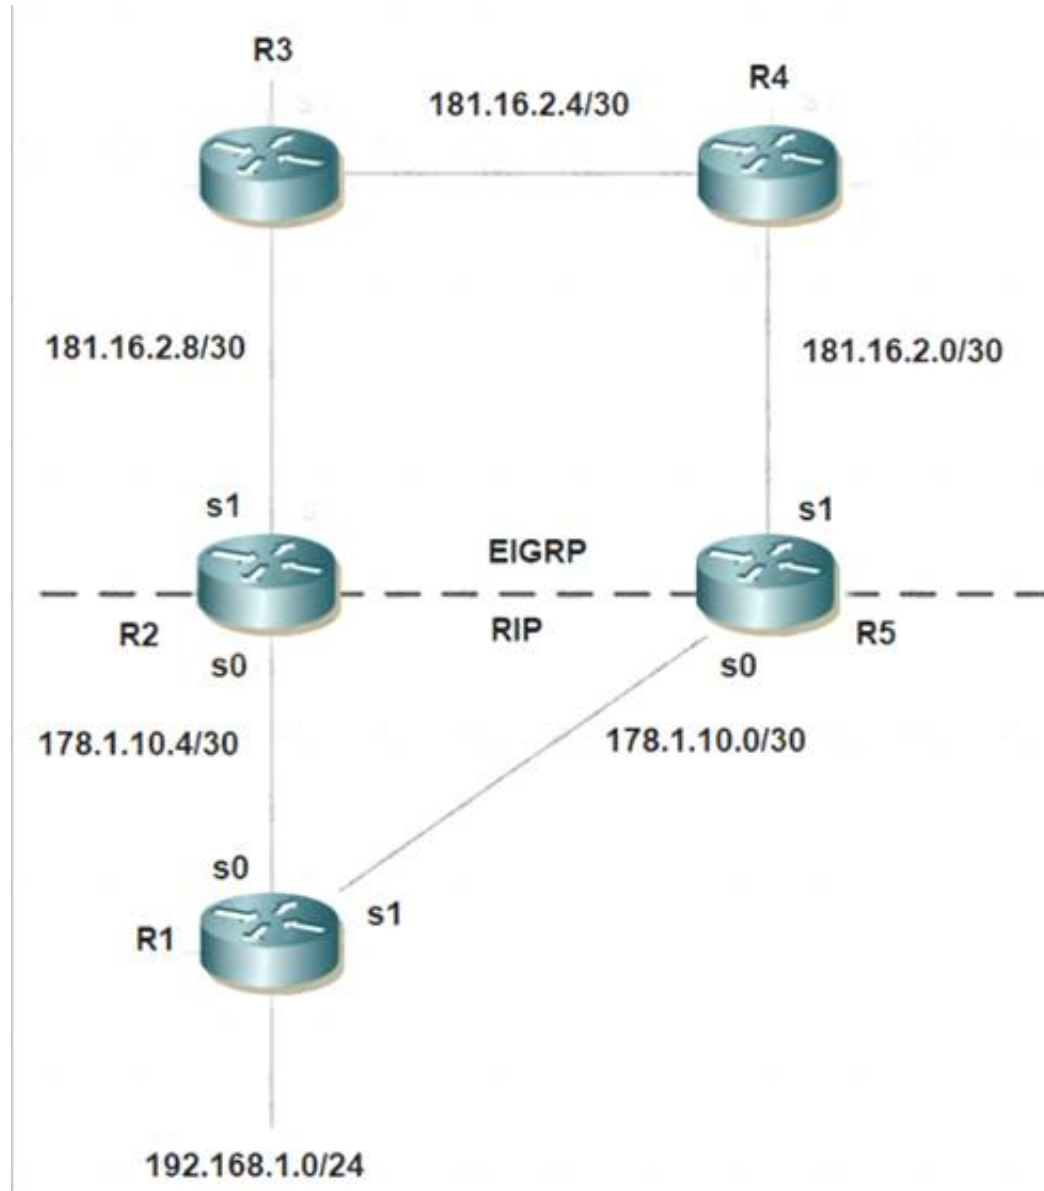 R3
R4
181.16.2.4/30
181.16.2.8/30
181.16.2.0/30
s1
s1
EIGRP
R2
RIP
R5
s0
s0
178.1.10.4/30
178.1.10.0/30
s0
s1
R1
192.168.1.0/24